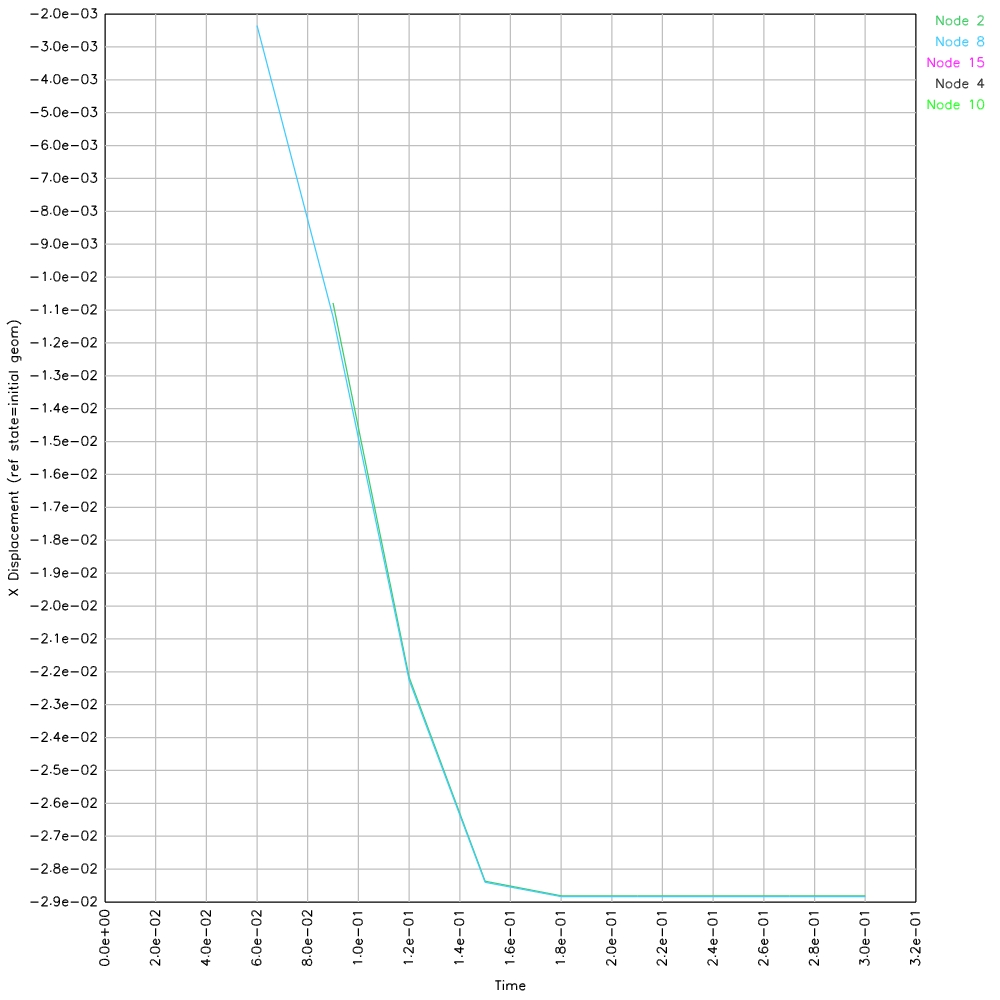 Node 2
Node 8
Node 15
Node 4
Node 10
X Displacement (ref state=initial geom)
-2.0e-03
-3.0e-03
-4.0e-03
-5.0e-03
-6.0e-03
-7.0e-03
-8.0e-03
-9.0e-03
-1.0e-02
-1.1e-02
-1.2e-02
-1.3e-02
-1.4e-02
-1.5e-02
-1.6e-02
-1.7e-02
-1.8e-02
-1.9e-02
-2.0e-02
-2.1e-02
-2.2e-02
-2.3e-02
-2.4e-02
-2.5e-02
-2.6e-02
-2.7e-02
-2.8e-02
-2.9e-02
0.0e+00
2.0e-02
4.0e-02
6.0e-02
8.0e-02
1.0e-01
1.2e-01
1.4e-01
1.6e-01
1.8e-01
2.0e-01
2.2e-01
2.4e-01
2.6e-01
2.8e-01
3.0e-01
3.2e-01
Time